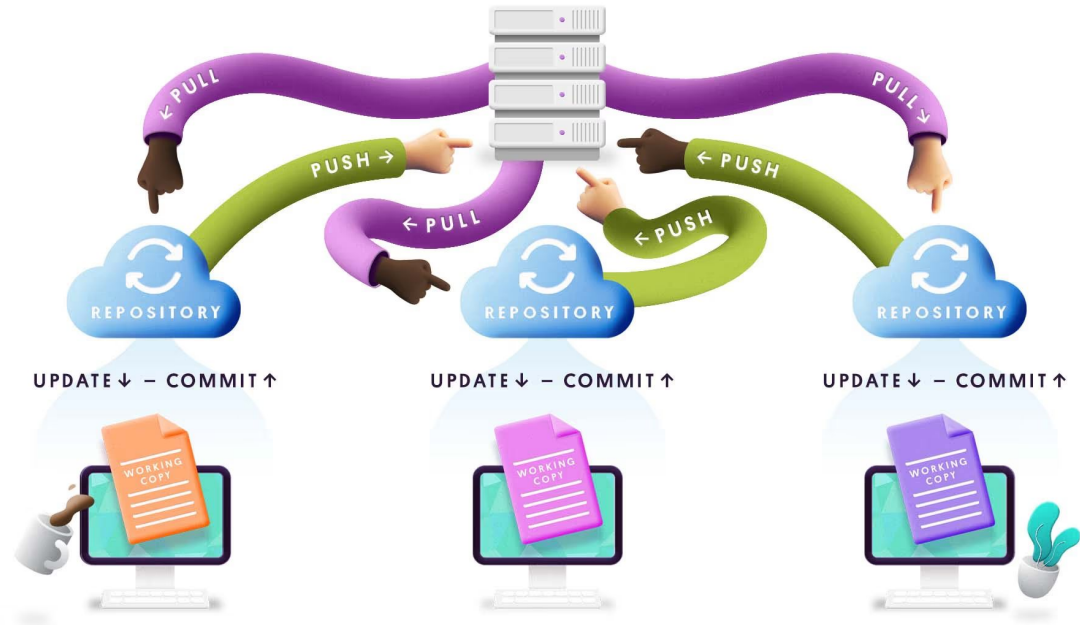 ← PULL
PULL →
PUSH →
← PUSH
← PULL
← PUSH
REPOSITORY
REPOSITORY
REPOSITORY
UPDATE ↓ – COMMIT ↑
UPDATE ↓ – COMMIT ↑
UPDATE ↓ – COMMIT ↑
WORKING
COPY
WORKING
COPY
WORKING
COPY